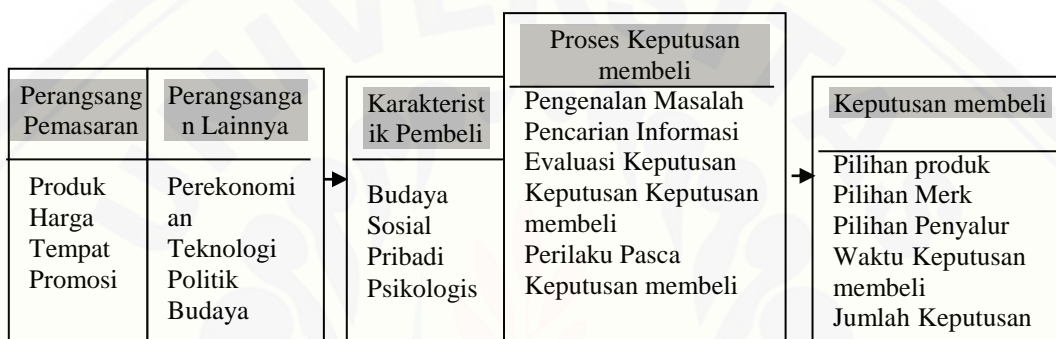 Perangsang
Pemasaran
Produk
Harga
Tempat
Promosi
Perangsanga
n Lainnya
Perekonomi
an
Teknologi
Politik
Budaya
Karakterist
ik Pembeli
Budaya
Sosial
Pribadi
Psikologis
Proses Keputusan
membeli
Pengenalan Masalah
Pencarian Informasi
Evaluasi Keputusan
Keputusan Keputusan
membeli
Perilaku Pasca
Keputusan membeli
Keputusan membeli
Pilihan produk
Pilihan Merk
Pilihan Penyalur
Waktu Keputusan
membeli
Jumlah Keputusan